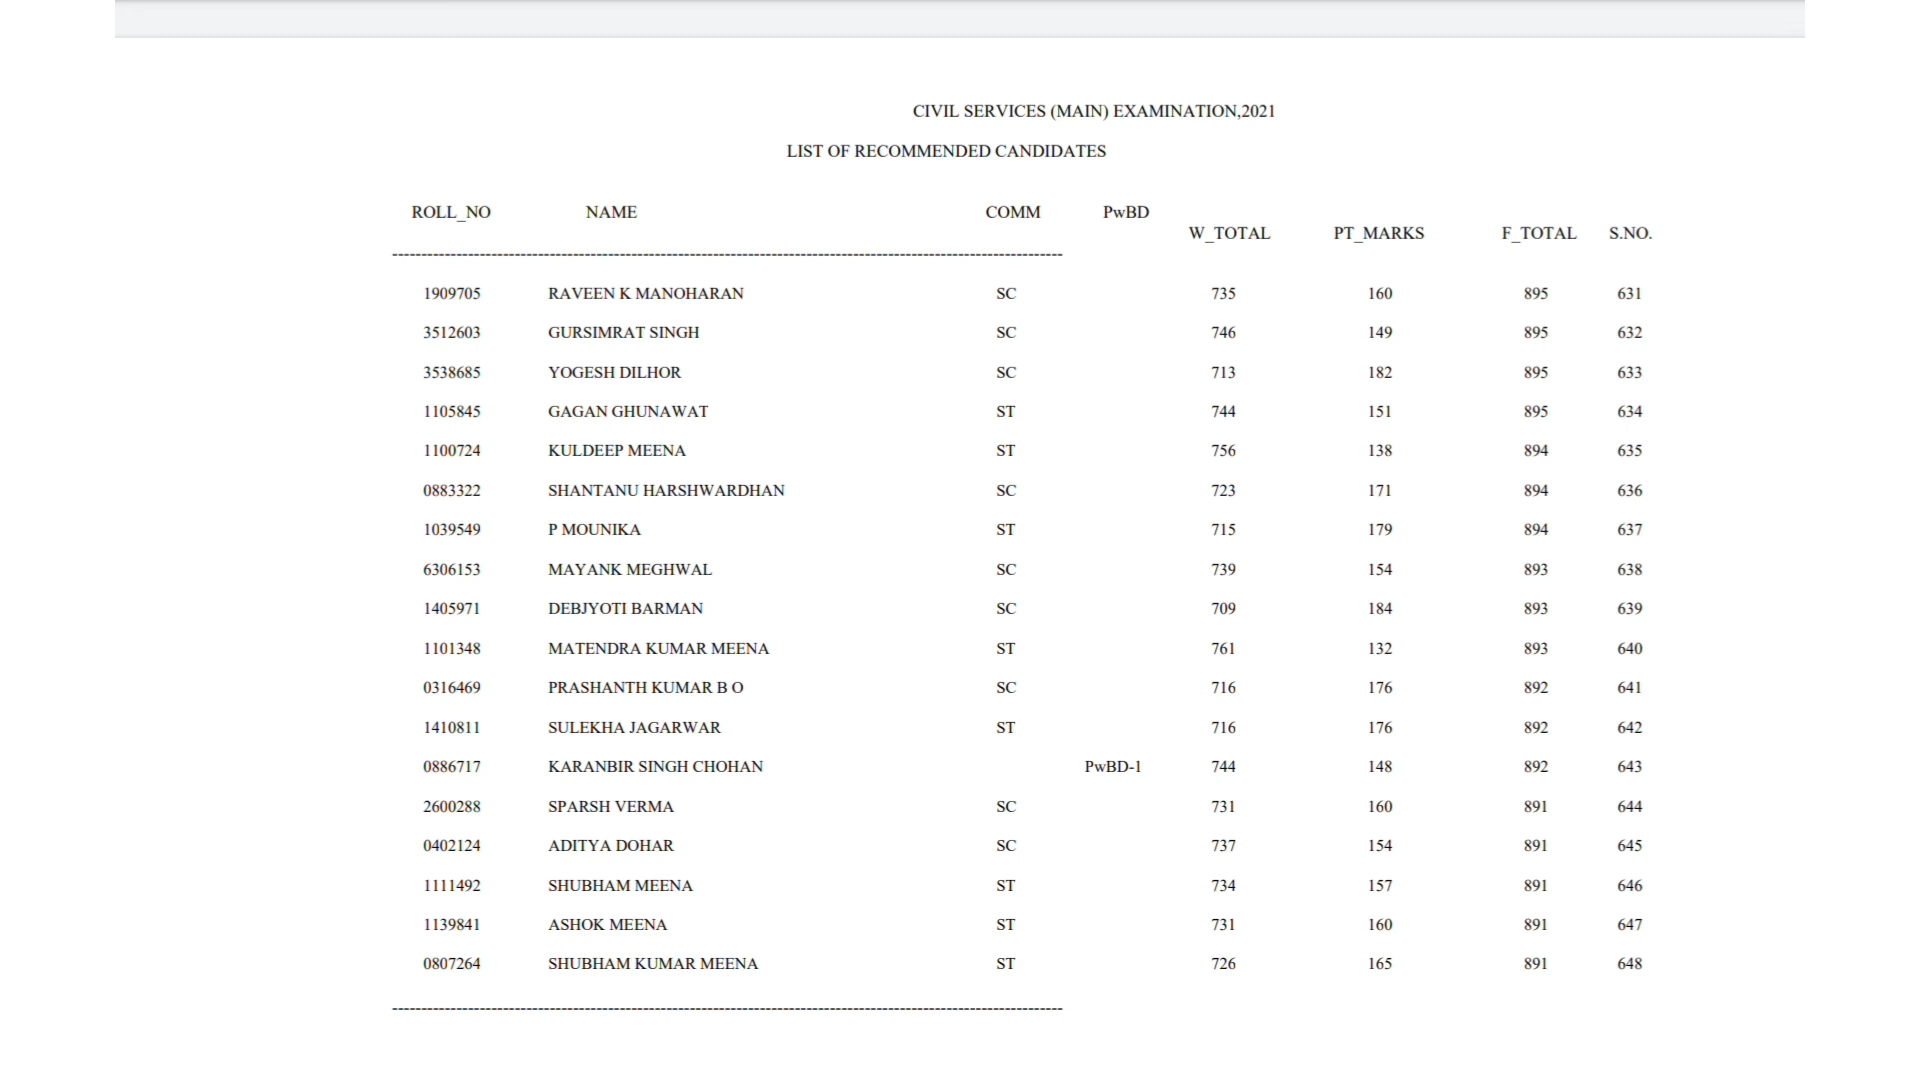 CIVIL SERVICES (MAIN) EXAMINATION,2021
LIST OF RECOMMENDED CANDIDATES
ROLL_NO NAME COMM PwBD
W_TOTAL PT_MARKS F_TOTAL S.NO.
--------------------------------------------------------------------------------------------------------------------
1909705 RAVEEN K MANOHARAN SC 735 160 895 631
3512603 GURSIMRAT SINGH SC 746 149 895 632
3538685 YOGESH DILHOR SC 713 182 895 633
1105845 GAGAN GHUNAWAT ST 744 151 895 634
1100724 KULDEEP MEENA ST 756 138 894 635
0883322 SHANTANU HARSHWARDHAN SC 723 171 894 636
1039549 P MOUNIKA ST 715 179 894 637
6306153 MAYANK MEGHWAL SC 739 154 893 638
1405971 DEBJYOTI BARMAN SC 709 184 893 639
1101348 MATENDRA KUMAR MEENA ST 761 132 893 640
0316469 PRASHANTH KUMAR B O SC 716 176 892 641
1410811 SULEKHA JAGARWAR ST 716 176 892 642
0886717 KARANBIR SINGH CHOHAN PwBD-1 744 148 892 643
2600288 SPARSH VERMA SC 731 160 891 644
0402124 ADITYA DOHAR SC 737 154 891 645
1111492 SHUBHAM MEENA ST 734 157 891 646
1139841 ASHOK MEENA ST 731 160 891 647
0807264 SHUBHAM KUMAR MEENA ST 726 165 891 648
--------------------------------------------------------------------------------------------------------------------